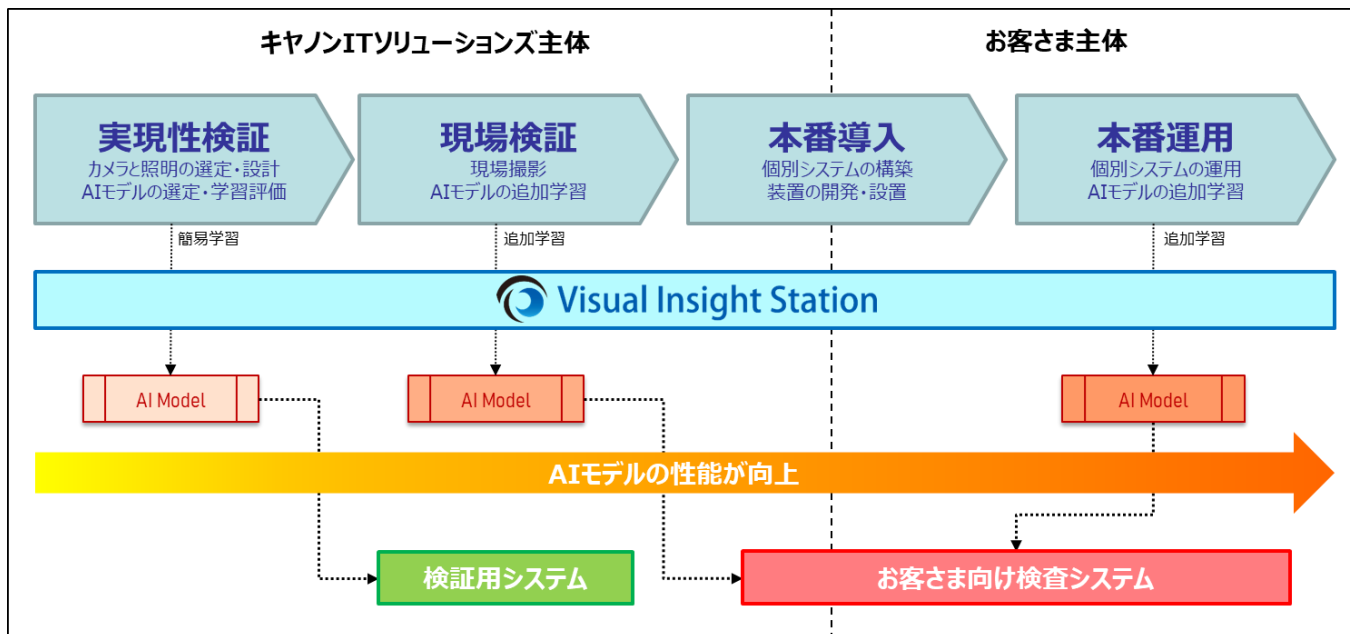 キヤノンITソリューションズ主体
お客さま主体
実現性検証
カメラと照明の選定・設計
AIモデルの選定・学習評価
現場検証
現場撮影
AIモデルの追加学習
本番導入
個別システムの構築
装置の開発・設置
本番運用
個別システムの運用
AIモデルの追加学習
簡易学習
追加学習
追加学習
Visual Insight Station
AI Model
AI Model
AI Model
AIモデルの性能が向上
検証用システム
お客さま向け検査システム